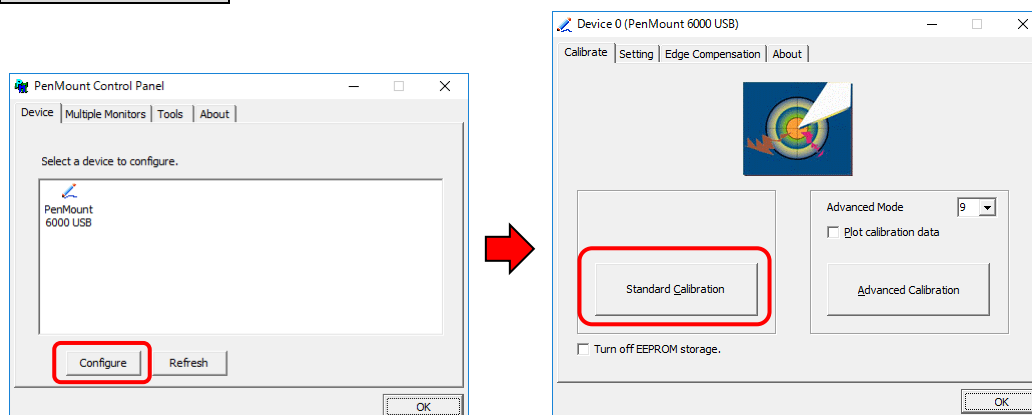 PenMount Control Panel
Device Multiple Monitors Tools About
Select a device to configure.
PenMount
6000 USB
Configure Refresh
OK
Device 0 (PenMount 6000 USB)
Calibrate Setting Edge Compensation About
Advanced Mode 9
Plot calibration data
Standard Calibration
Advanced Calibration
Turn off EEPROM storage.
OK